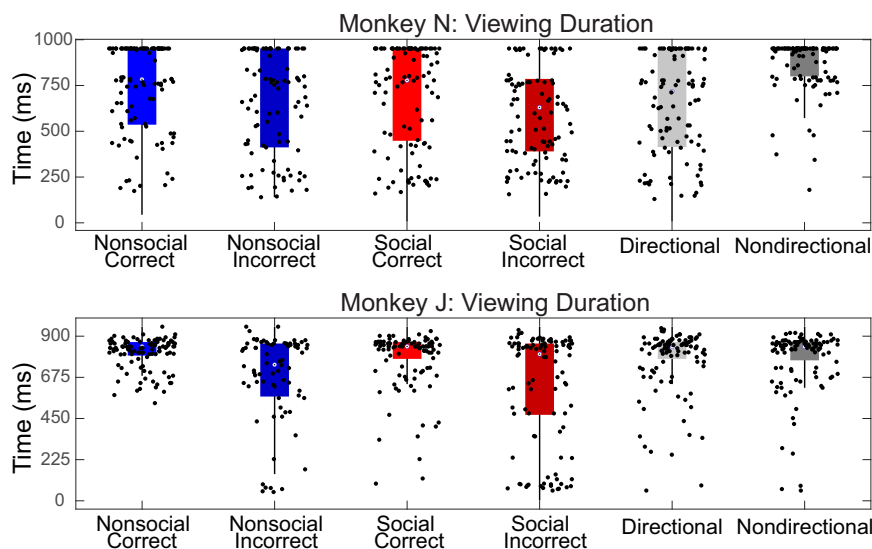 Monkey N: Viewing Duration
Time (ms)
1000
750
500
250
0
Nonsocial Correct
Nonsocial Incorrect
Social Correct
Social Incorrect
Directional
Nondirectional
Monkey J: Viewing Duration
Time (ms)
900
675
450
225
0
Nonsocial Correct
Nonsocial Incorrect
Social Correct
Social Incorrect
Directional
Nondirectional